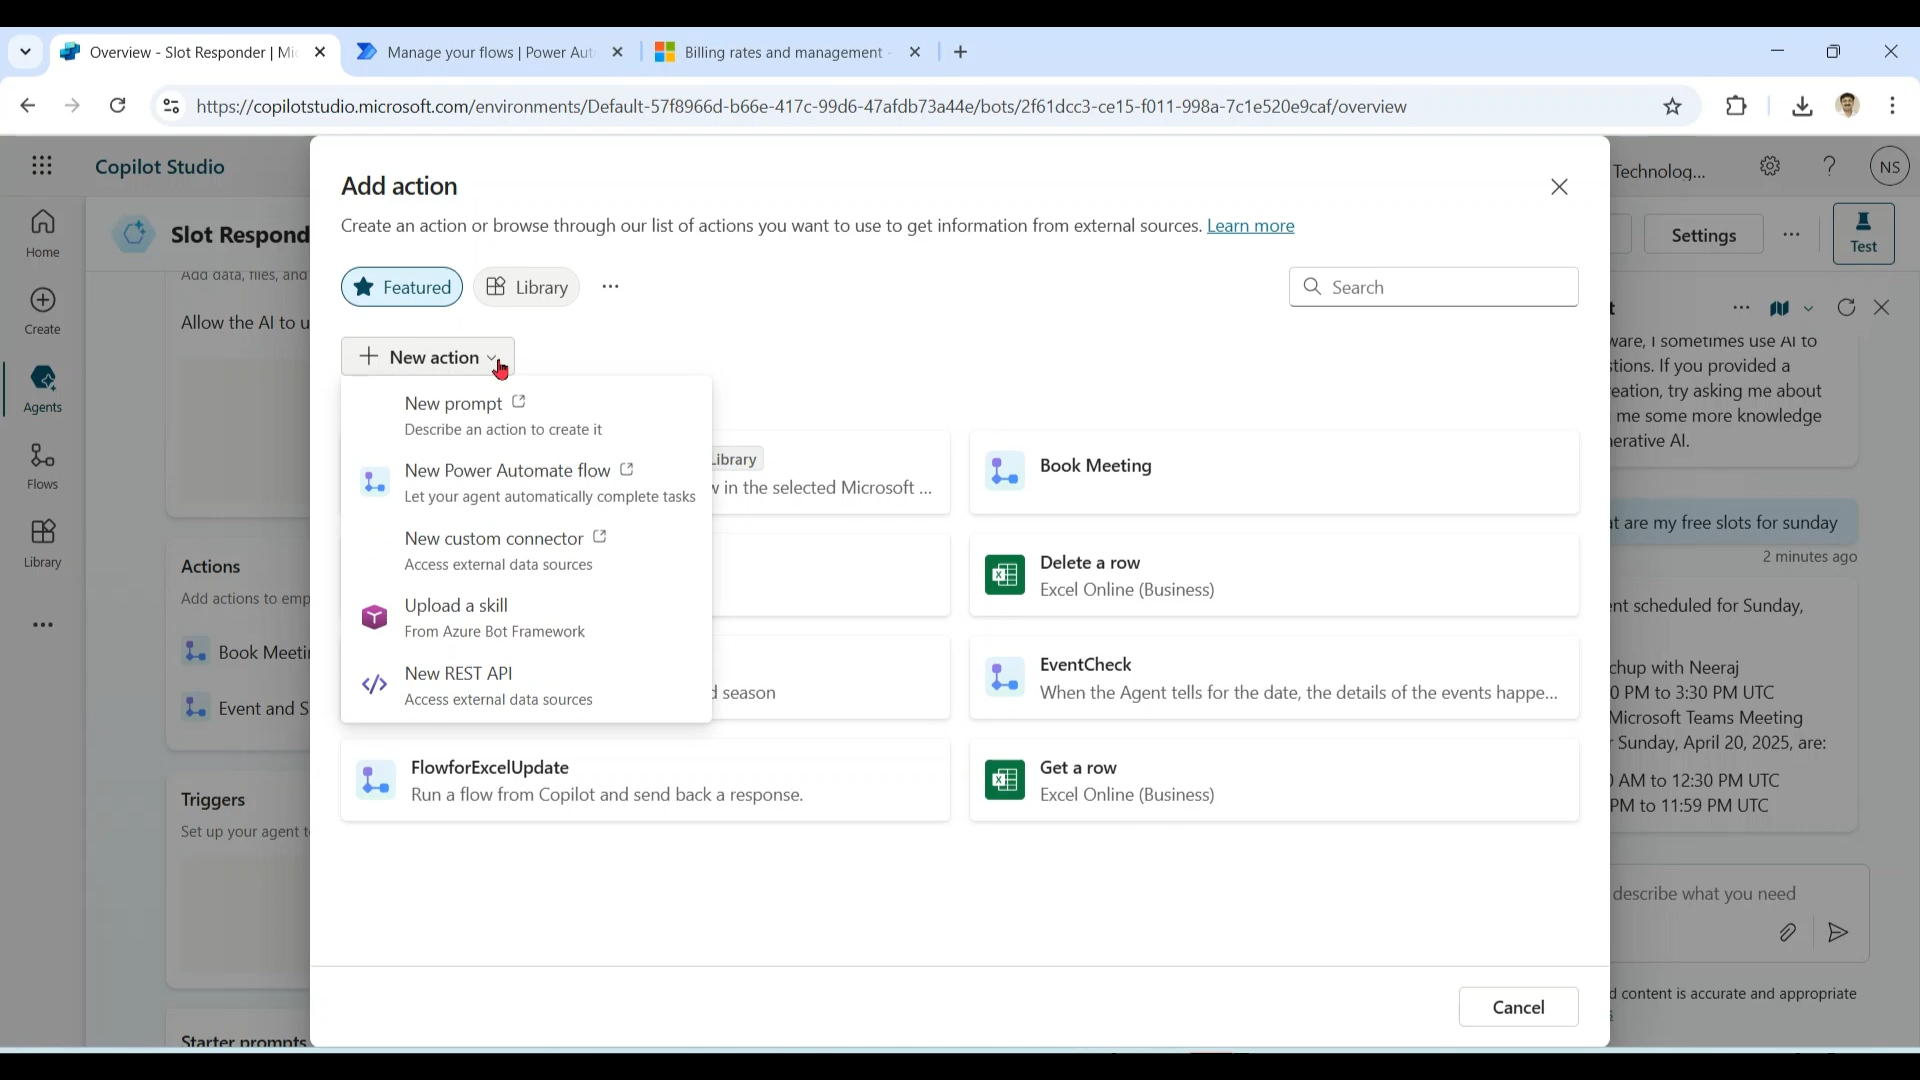 Overview - Slot Responder | Mi
Manage your flows | Power Aut
Billing rates and management -
https://copilotstudio.microsoft.com/environments/Default-57f8966d-b66e-417c-99d6-47afdb73a44e/bots/2f61dcc3-ce15-f011-998a-7c1e520e9caf/overview
Copilot Studio
Technolog...
NS
Home
Create
Agents
Flows
Library
Slot Respond
Settings
Test
Add data, files, and
Allow the AI to u
Actions
Add actions to emp
Book Meeti
Event and S
Triggers
Set up your agent t
Starter prompts
Add action
Create an action or browse through our list of actions you want to use to get information from external sources. Learn more
Featured
Library
Search
New action
New prompt
Describe an action to create it
New Power Automate flow
Let your agent automatically complete tasks
New custom connector
Access external data sources
Upload a skill
From Azure Bot Framework
New REST API
Access external data sources
Library
w in the selected Microsoft ...
Book Meeting
Delete a row
Excel Online (Business)
d season
EventCheck
When the Agent tells for the date, the details of the events happe...
FlowforExcelUpdate
Run a flow from Copilot and send back a response.
Get a row
Excel Online (Business)
Cancel
t
ware, I sometimes use AI to
tions. If you provided a
eation, try asking me about
me some more knowledge
erative AI.
at are my free slots for sunday
2 minutes ago
ent scheduled for Sunday,
chup with Neeraj
0 PM to 3:30 PM UTC
Microsoft Teams Meeting
r Sunday, April 20, 2025, are:
0 AM to 12:30 PM UTC
PM to 11:59 PM UTC
describe what you need
d content is accurate and appropriate